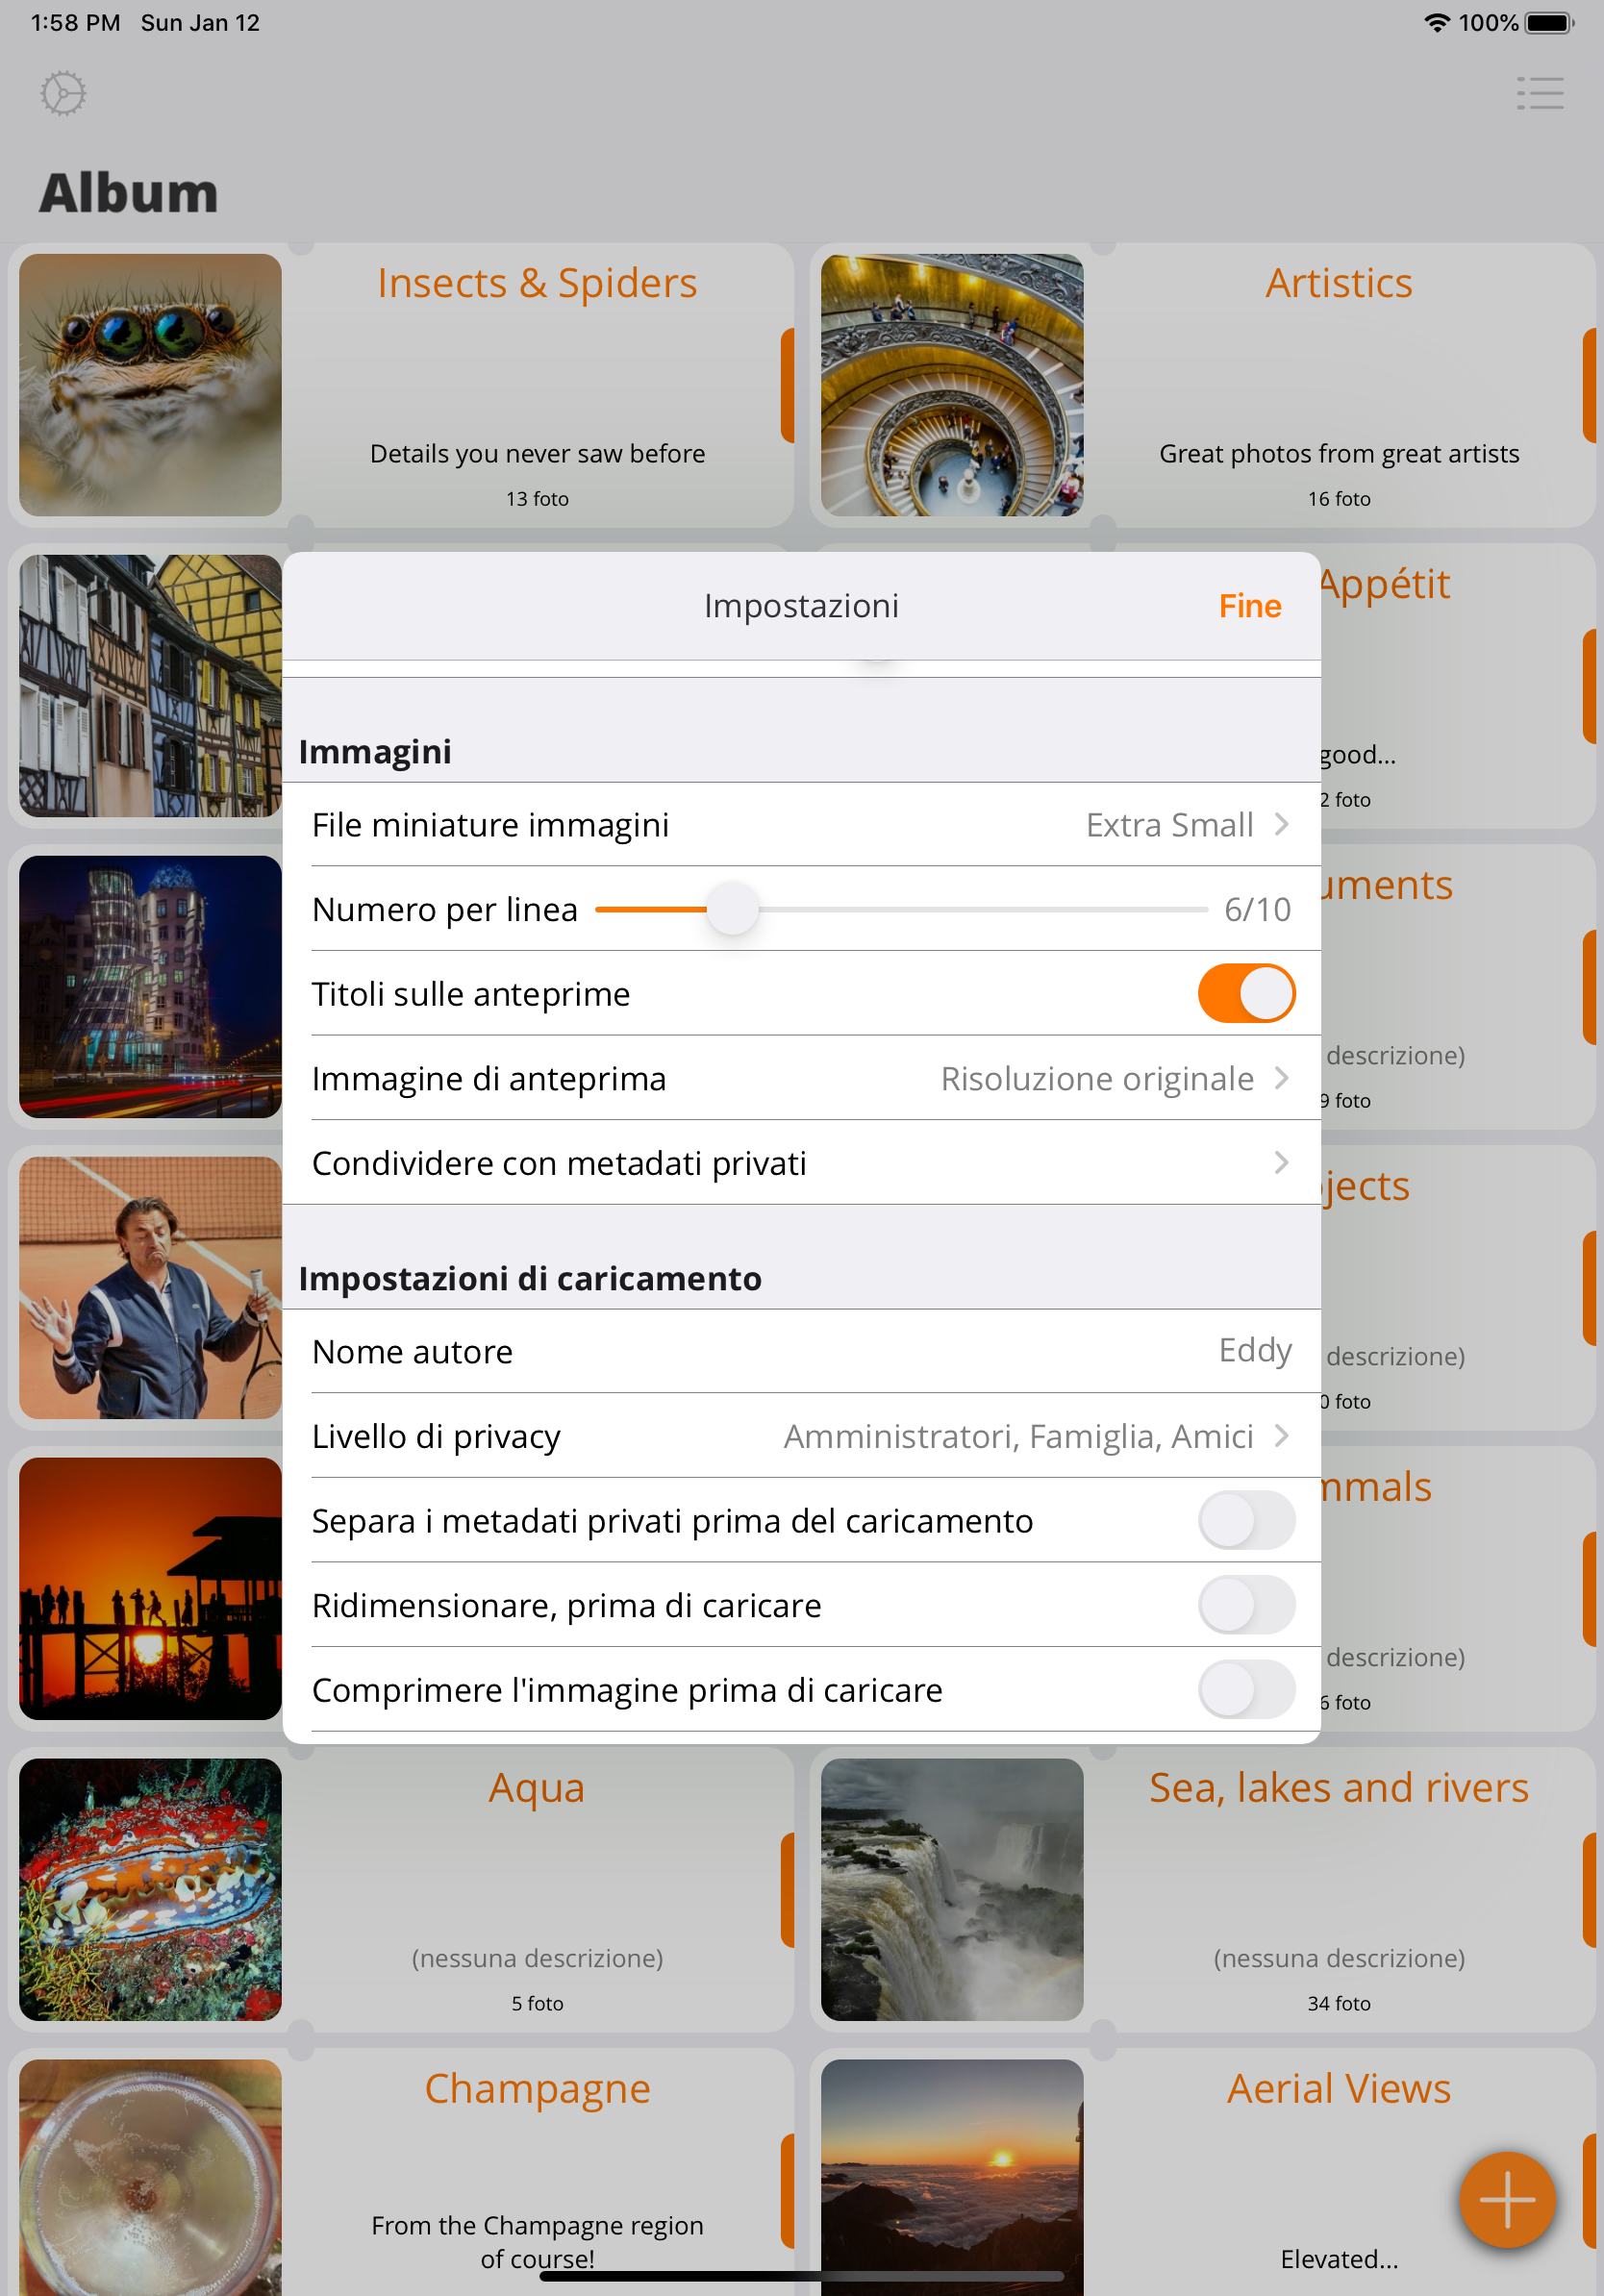 1:58 PM Sun Jan 12
100%
Album
Insects & Spiders
Details you never saw before
13 foto
Artistics
Great photos from great artists
16 foto
Appétit
good...
2 foto
uments
descrizione)
9 foto
jects
descrizione)
0 foto
mmals
descrizione)
6 foto
Impostazioni
Fine
Immagini
File miniature immagini Extra Small
Numero per linea 6/10
Titoli sulle anteprime
Immagine di anteprima Risoluzione originale
Condividere con metadati privati
Impostazioni di caricamento
Nome autore Eddy
Livello di privacy Amministratori, Famiglia, Amici
Separa i metadati privati prima del caricamento
Ridimensionare, prima di caricare
Comprimere l'immagine prima di caricare
Aqua
(nessuna descrizione)
5 foto
Sea, lakes and rivers
(nessuna descrizione)
34 foto
Champagne
From the Champagne region
of course!
Aerial Views
Elevated...